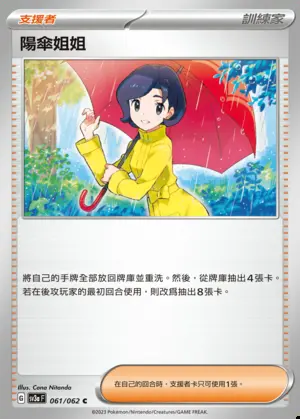 支援者
訓練家
陽傘姐姐
將自己的手牌全部放回牌庫並重洗。然後，從牌庫抽出4張卡。
若在後攻玩家的最初回合使用，則改爲抽出8張卡。
Illus. Cona Nitanda
G SV3a F 061/062 C
在自己的回合時，支援者卡只可使用1張。
©2023 Pokémon/Nintendo/Creatures/GAME FREAK.